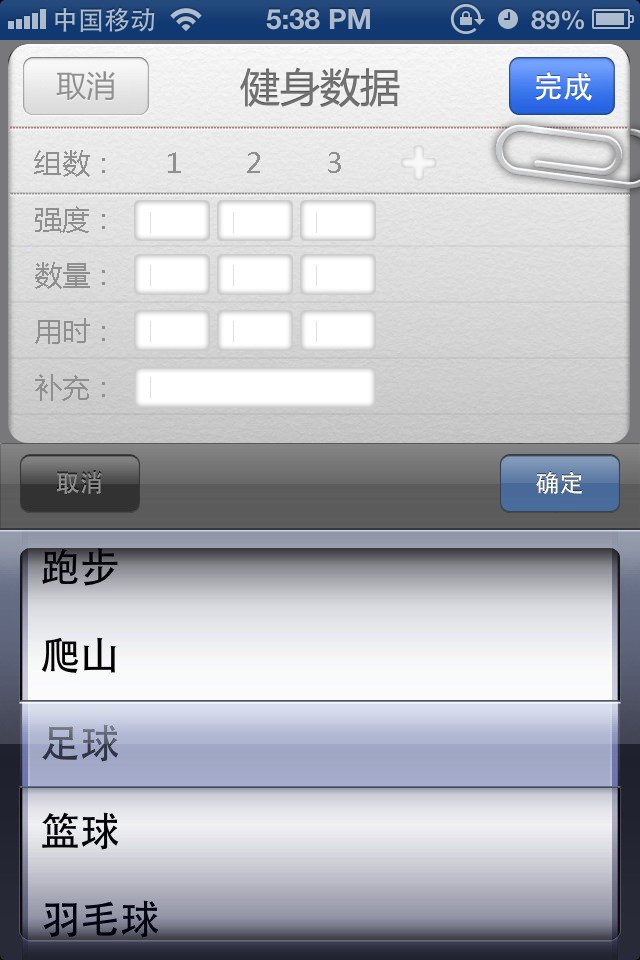 中国移动 5:38 PM 89%
取消 健身数据 完成
组数： 1 2 3
强度：
数量：
用时：
补充：
取消 确定
跑步
爬山
足球
篮球
羽毛球